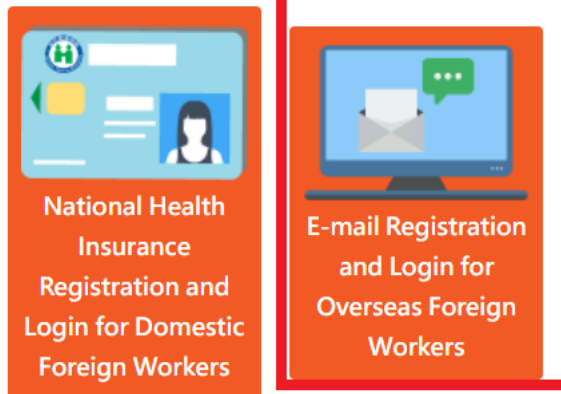 National Health
Insurance
Registration and
Login for Domestic
Foreign Workers
E-mail Registration
and Login for
Overseas Foreign
Workers